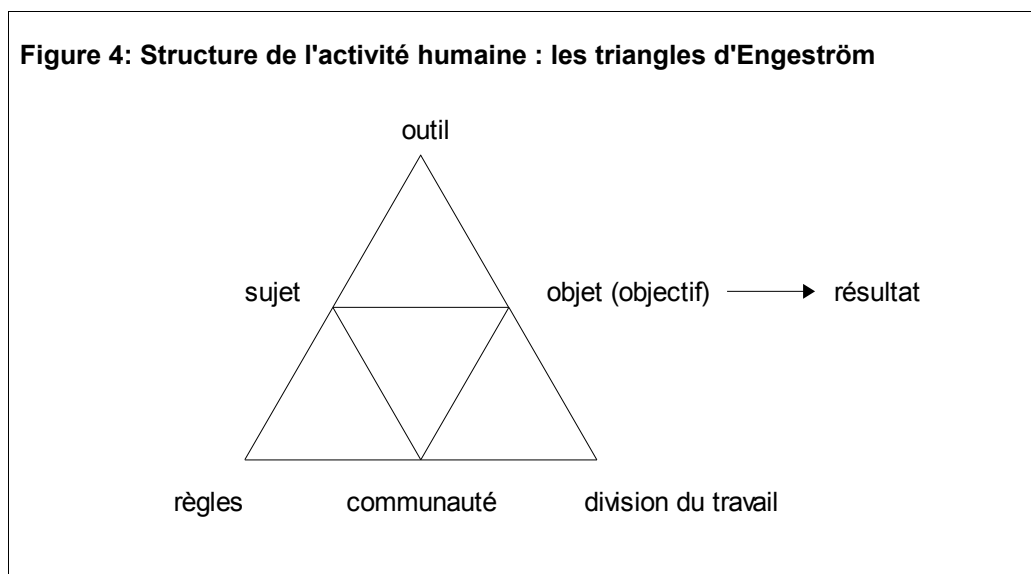 Figure 4: Structure de l'activité humaine : les triangles d'Engeström
outil
sujet objet (objectif) résultat
règles communauté division du travail